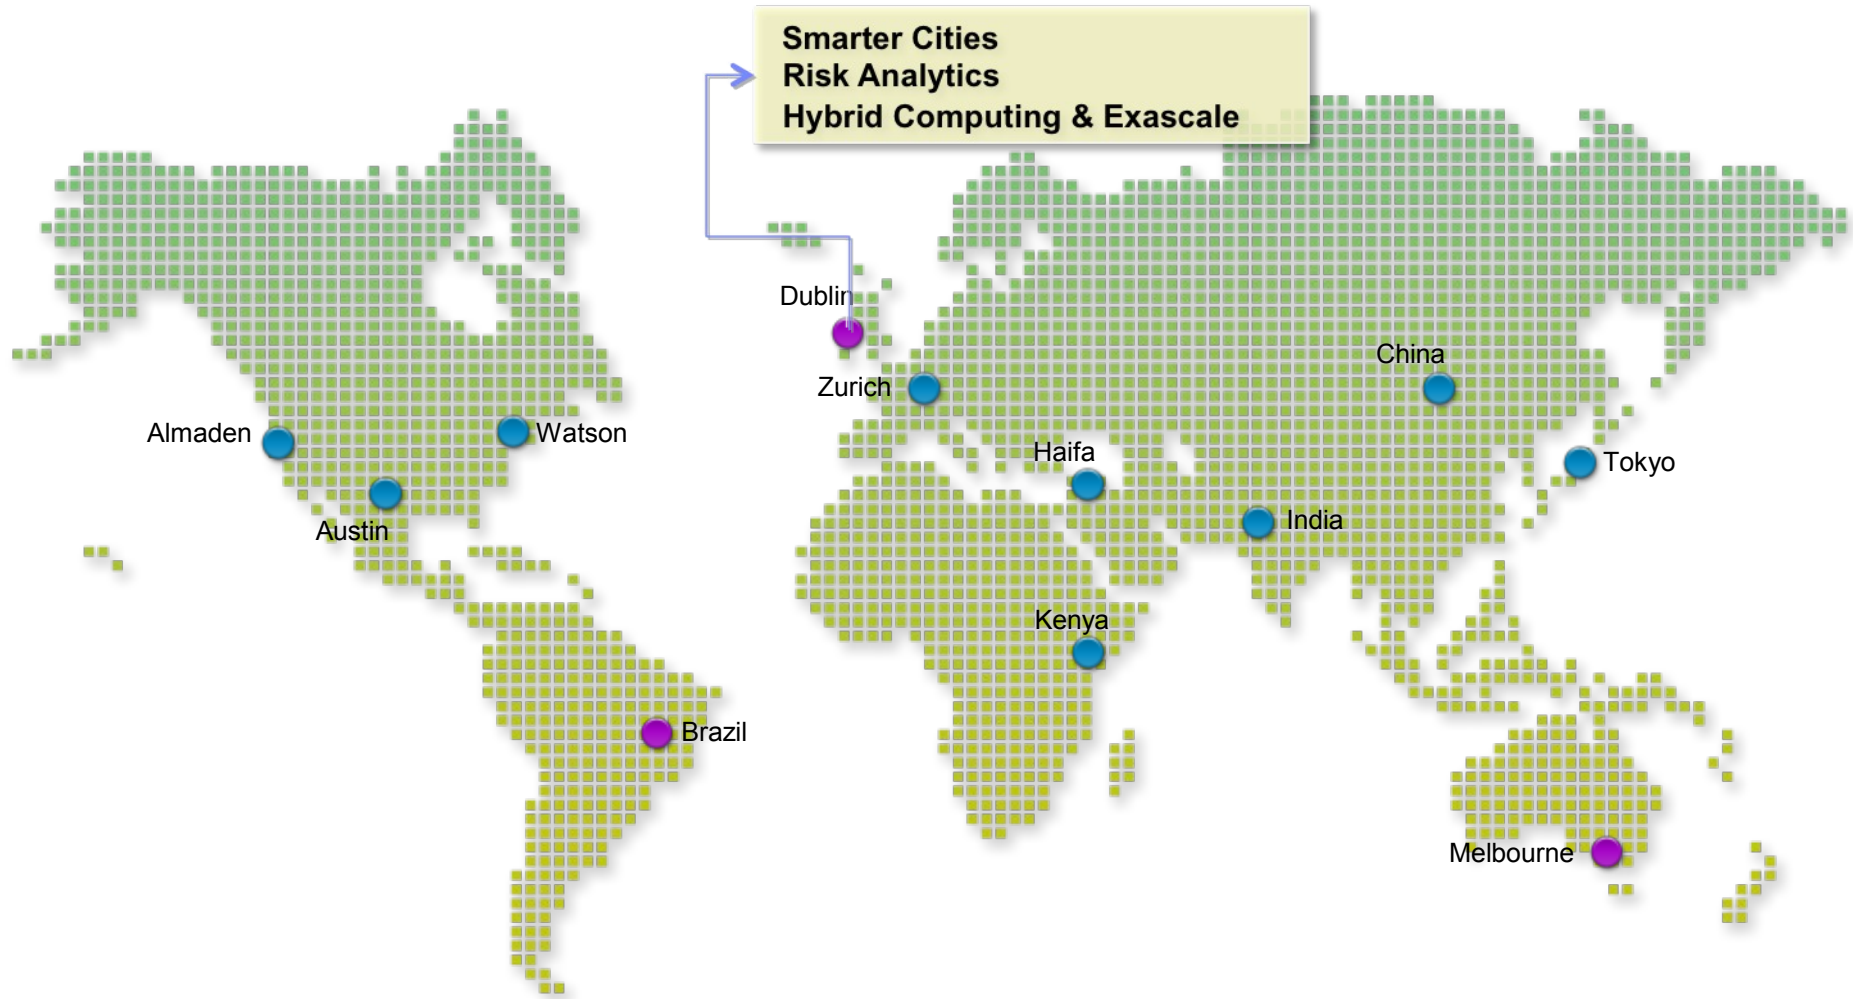 Smarter Cities
Risk Analytics
Hybrid Computing & Exascale
Dublin
China
Zurich
Almaden
Watson
Haifa
Tokyo
Austin
India
Kenya
Brazil
Melbourne